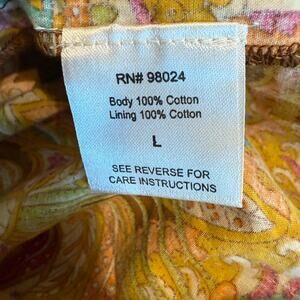 RN# 98024
Body 100% Cotton
Lining 100% Cotton
L
SEE REVERSE FOR
CARE INSTRUCTIONS